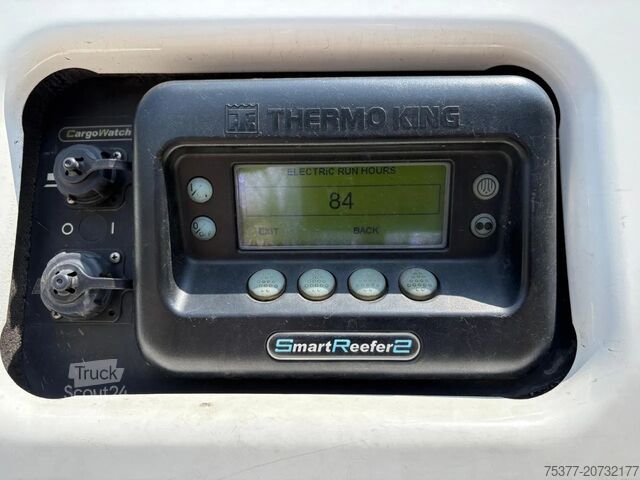 THERMO KING
CargoWatch
ELECTRiC RUN HOURS
84
EXIT BACK
O I
SmartReefer2
Truck
Scout24
75377-20732177